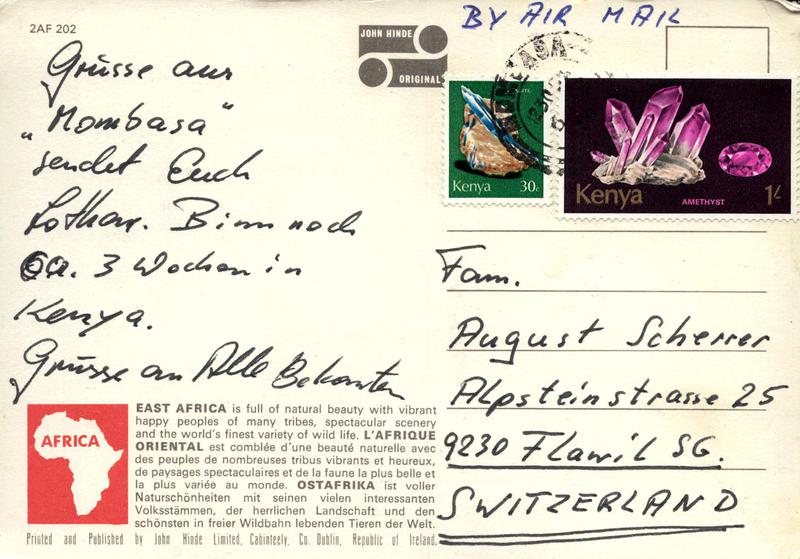 2AF 202
JOHN HINDE
ORIGINAL
BY AIR MAIL
MOMBASA
Kenya 30c
Kenya
AMETHYST
1/-
Grüsse aus
„Mombasa"
sendet Euch
Lothar. Bin noch
ca. 3 Wochen in
Kenya.
Grüsse an Alle Bekanten
Fam.
August Scherrer
Alpsteinstrasse 25
9230 Flawil SG.
SWITZERLAND
AFRICA
EAST AFRICA is full of natural beauty with vibrant
happy peoples of many tribes, spectacular scenery
and the world's finest variety of wild life. L'AFRIQUE
ORIENTAL est comblée d'une beauté naturelle avec
des peuples de nombreuses tribus vibrants et heureux,
de paysages spectaculaires et de la faune la plus belle et
la plus variée au monde. OSTAFRIKA ist voller
Naturschönheiten mit seinen vielen interessanten
Volksstämmen, der herrlichen Landschaft und den
schönsten in freier Wildbahn lebenden Tieren der Welt.
Printed and Published by John Hinde Limited, Cabinteely, Co. Dublin, Republic of Ireland.